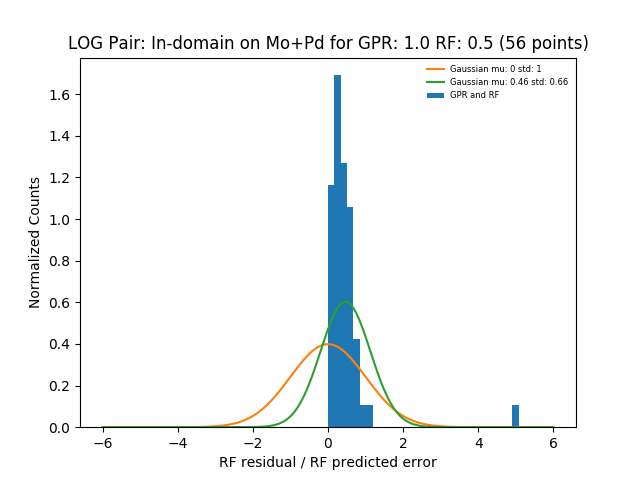 LOG Pair: In-domain on Mo+Pd for GPR: 1.0 RF: 0.5 (56 points)
Gaussian mu: 0 std: 1
Gaussian mu: 0.46 std: 0.66
GPR and RF
Normalized Counts
1.6
1.4
1.2
1.0
0.8
0.6
0.4
0.2
0.0
−6 −4 −2 0 2 4 6
RF residual / RF predicted error